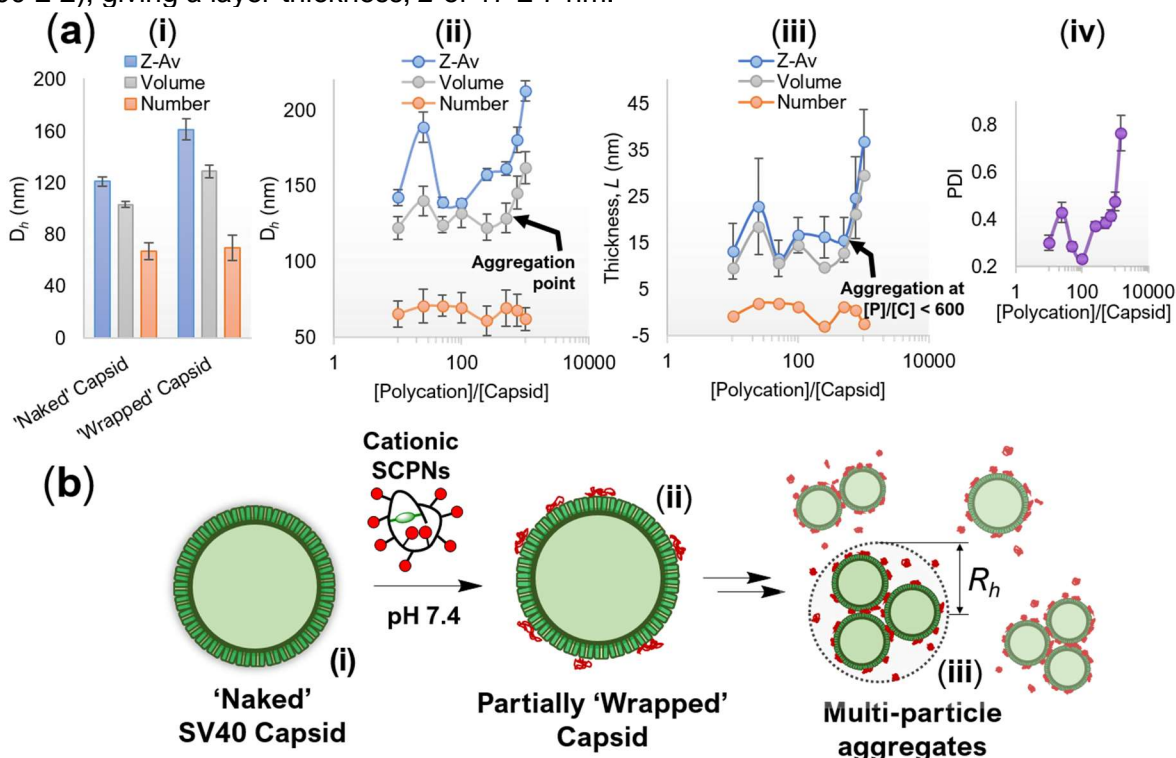 (a)
(i)
Z-Av
Volume
Number
200
160
120
80
40
0
Dh (nm)
'Naked' Capsid
'Wrapped' Capsid
(ii)
Z-Av
Volume
Number
200
150
100
50
Dh (nm)
Aggregation
point
1
100
10000
[Polycation]/[Capsid]
(iii)
Z-Av
Volume
Number
45
35
25
15
5
-5
Thickness, L (nm)
Aggregation at
[P]/[C] < 600
1
100
10000
[Polycation]/[Capsid]
(iv)
0.8
0.6
0.4
0.2
PDI
1
100
10000
[Polycation]/[Capsid]
(b)
(i)
'Naked'
SV40 Capsid
Cationic
SCPNs
pH 7.4
(ii)
Partially 'Wrapped'
Capsid
Rh
(iii)
Multi-particle
aggregates